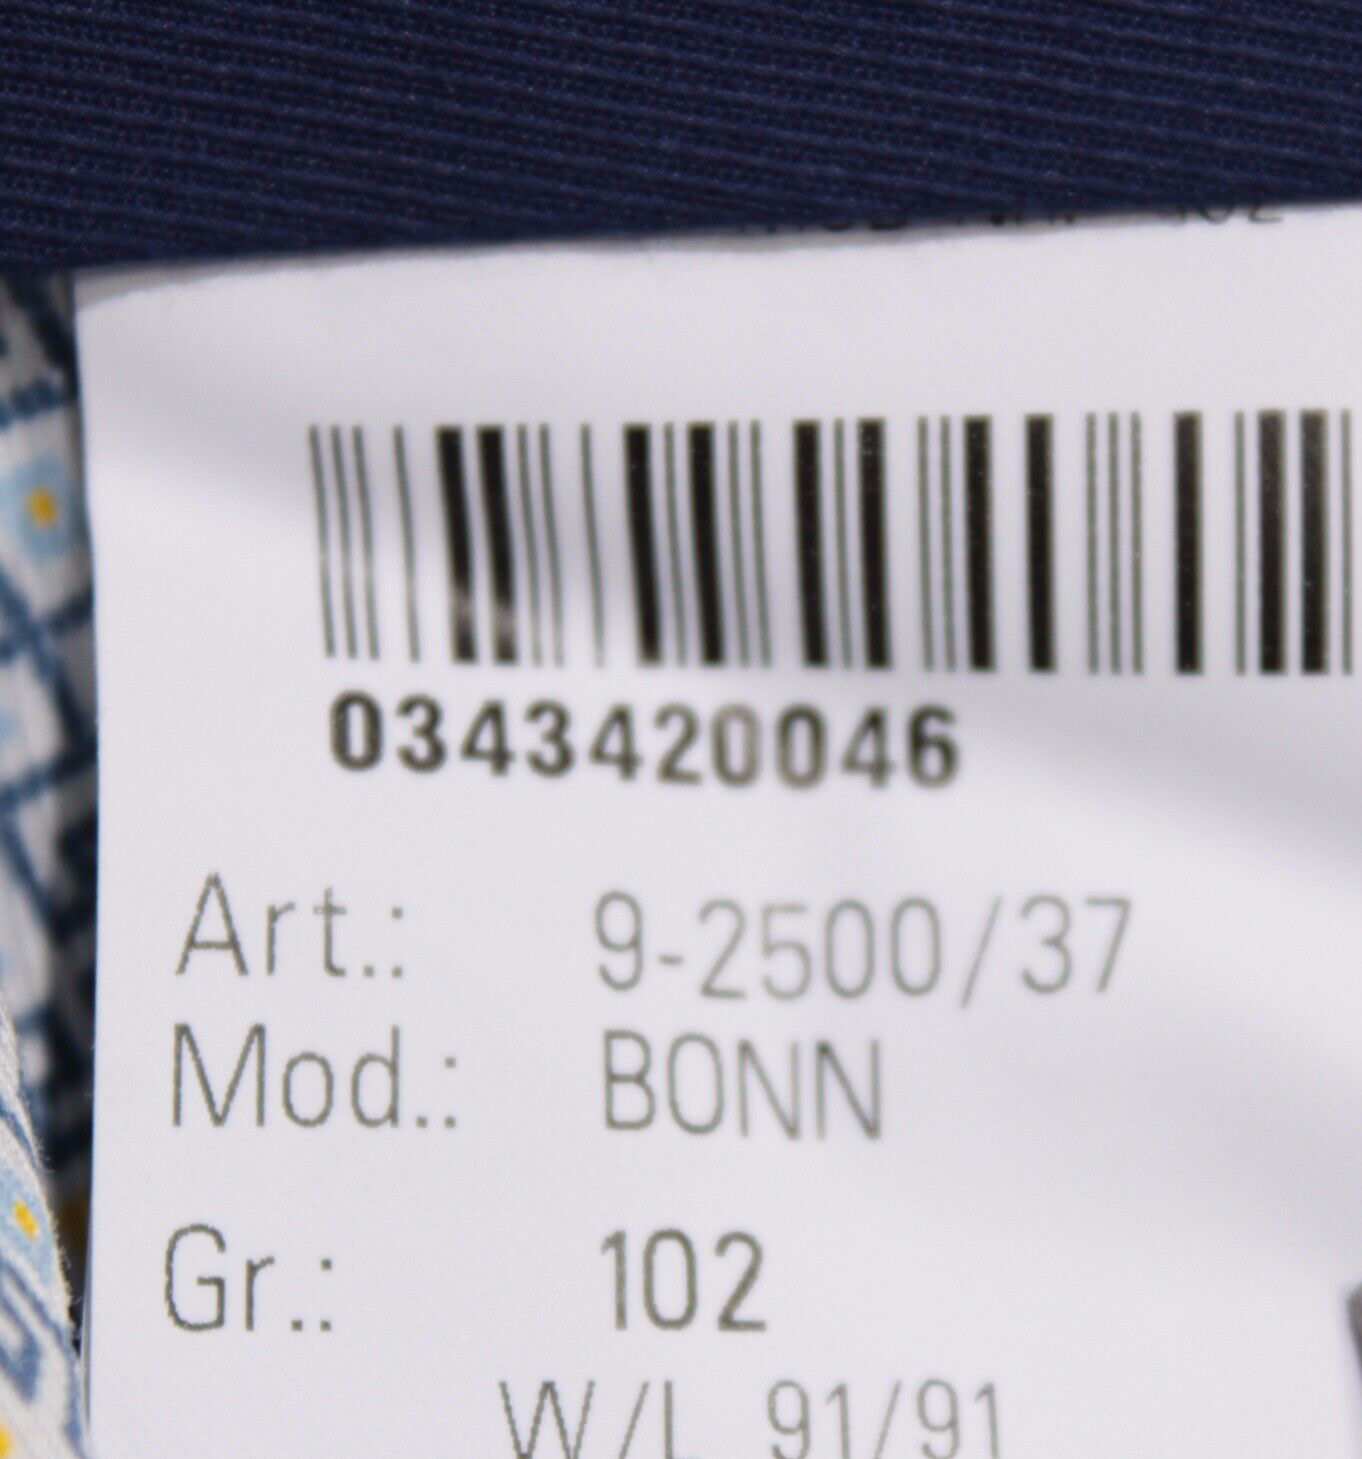 0343420046
Art.: 9-2500/37
Mod.: BONN
Gr.: 102
W/L 91/91